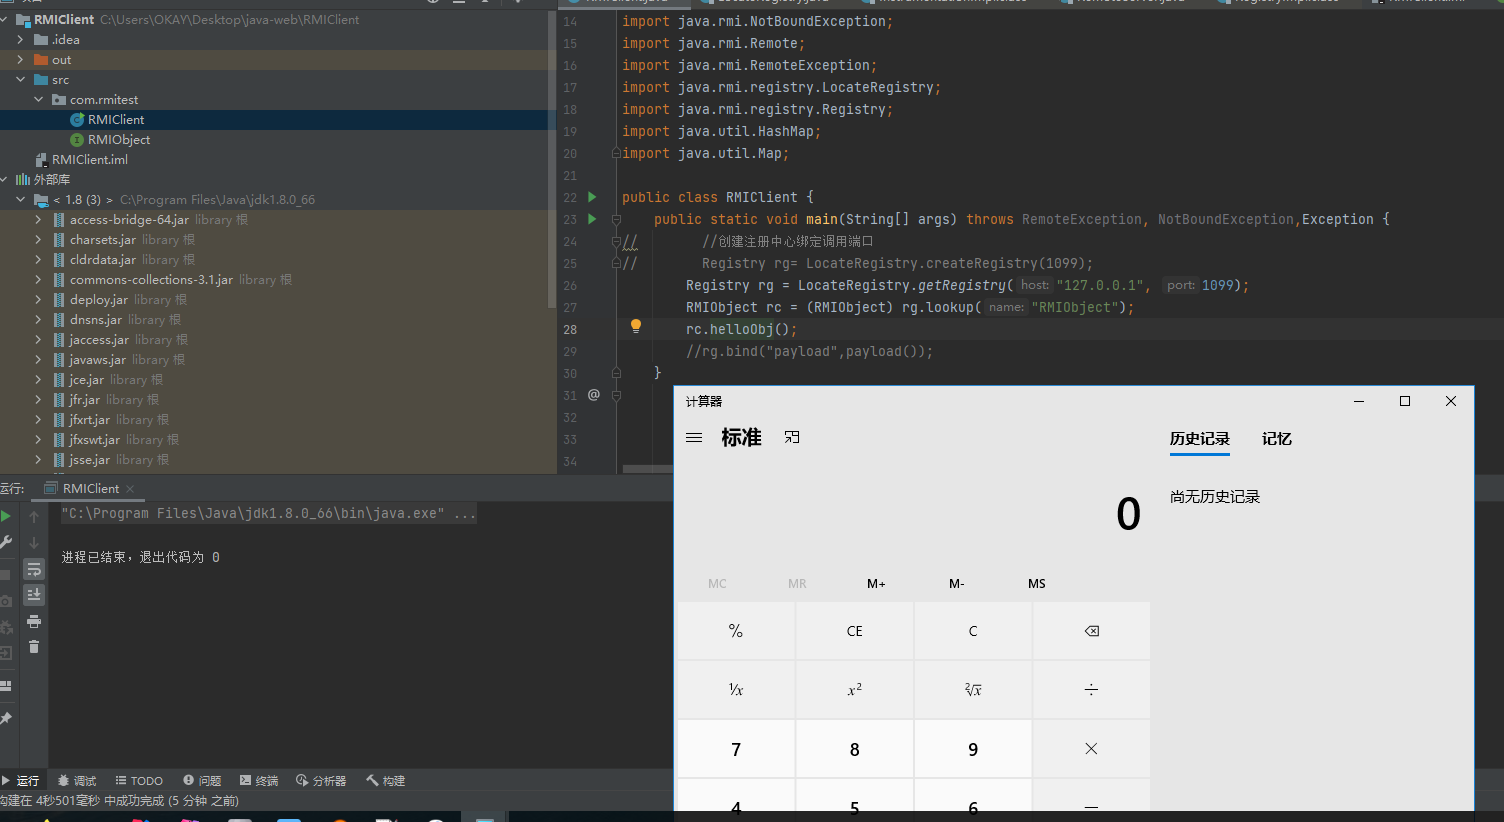 RMIClient C:\Users\OKAY\Desktop\java-web\RMIClient
.idea
out
src
com.rmitest
RMIClient
RMIObject
RMIClient.iml
外部库
< 1.8 (3) > C:\Program Files\Java\jdk1.8.0_66
access-bridge-64.jar library 根
charsets.jar library 根
cldrdata.jar library 根
commons-collections-3.1.jar library 根
deploy.jar library 根
dnsns.jar library 根
jaccess.jar library 根
javaws.jar library 根
jce.jar library 根
jfr.jar library 根
jfxrt.jar library 根
jfxswt.jar library 根
jsse.jar library 根
14 import java.rmi.NotBoundException;
15 import java.rmi.Remote;
16 import java.rmi.RemoteException;
17 import java.rmi.registry.LocateRegistry;
18 import java.rmi.registry.Registry;
19 import java.util.HashMap;
20 import java.util.Map;
21
22 public class RMIClient {
23 public static void main(String[] args) throws RemoteException, NotBoundException,Exception {
24 // //创建注册中心绑定调用端口
25 // Registry rg= LocateRegistry.createRegistry(1099);
26 Registry rg = LocateRegistry.getRegistry( host: "127.0.0.1", port: 1099);
27 RMIObject rc = (RMIObject) rg.lookup( name: "RMIObject");
28 rc.helloObj();
29 //rg.bind("payload",payload());
30 }
31 @
32
33
34
运行: RMIClient ×
"C:\Program Files\Java\jdk1.8.0_66\bin\java.exe" ...
进程已结束，退出代码为 0
计算器
标准
历史记录 记忆
0
尚无历史记录
MC MR M+ M- MS
% CE C
¹/x x² ²√x ÷
7 8 9 ×
4 5 6 −
运行 调试 TODO 问题 终端 分析器 构建
构建在 4秒501毫秒 中成功完成 (5 分钟 之前)